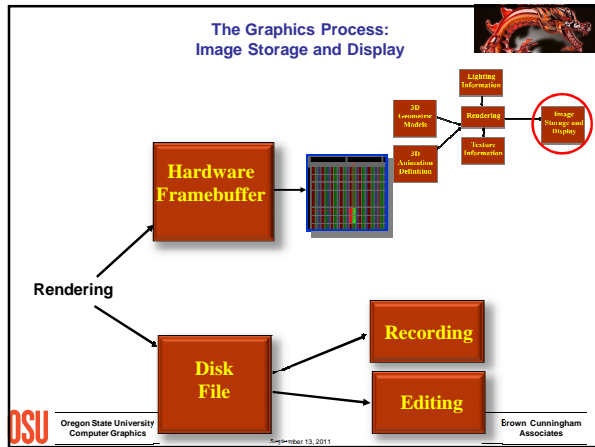 The Graphics Process:
Image Storage and Display
Lighting
Information
3D
Geometric
Models
Rendering
Image
Storage and
Display
3D
Animation
Definition
Texture
Information
Hardware
Framebuffer
Rendering
Disk
File
Recording
Editing
OSU
Oregon State University
Computer Graphics
September 13, 2011
Brown Cunningham
Associates